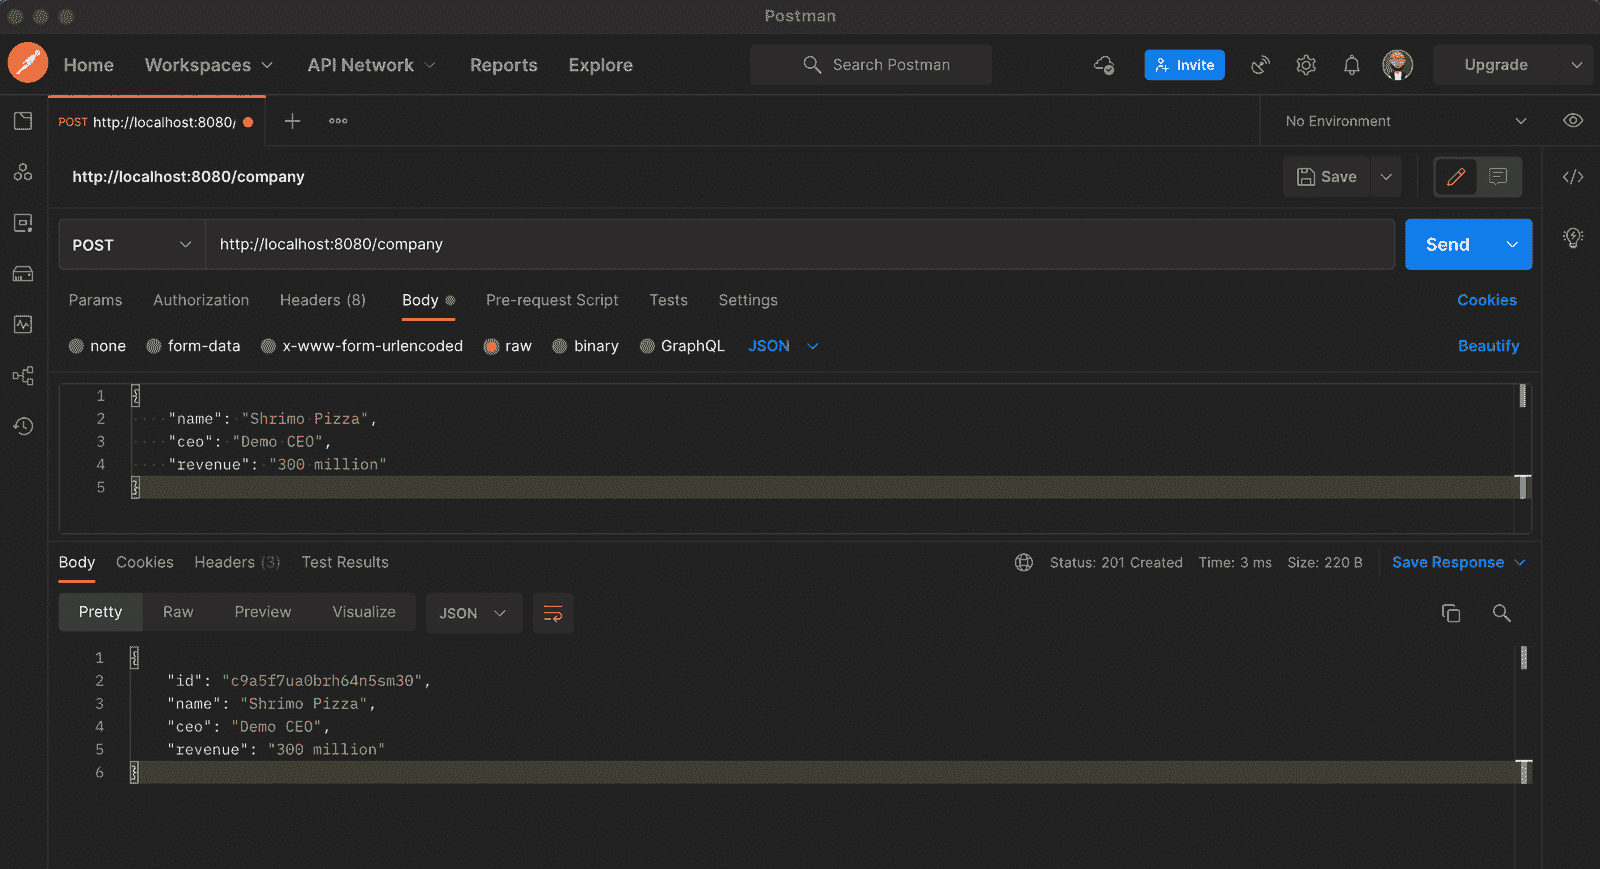 Postman
Home Workspaces API Network Reports Explore Search Postman Invite Upgrade
POST http://localhost:8080/ No Environment
http://localhost:8080/company Save
POST http://localhost:8080/company Send
Params Authorization Headers (8) Body Pre-request Script Tests Settings Cookies
none form-data x-www-form-urlencoded raw binary GraphQL JSON Beautify
1 {
2 "name": "Shrimo Pizza",
3 "ceo": "Demo CEO",
4 "revenue": "300 million"
5 }
Body Cookies Headers (3) Test Results Status: 201 Created Time: 3 ms Size: 220 B Save Response
Pretty Raw Preview Visualize JSON
1 {
2 "id": "c9a5f7ua0brh64n5sm30",
3 "name": "Shrimo Pizza",
4 "ceo": "Demo CEO",
5 "revenue": "300 million"
6 }